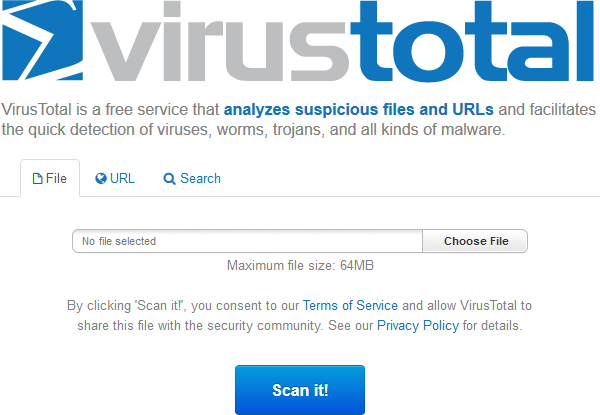 virustotal
VirusTotal is a free service that analyzes suspicious files and URLs and facilitates
the quick detection of viruses, worms, trojans, and all kinds of malware.
File URL Search
No file selected Choose File
Maximum file size: 64MB
By clicking 'Scan it!', you consent to our Terms of Service and allow VirusTotal to
share this file with the security community. See our Privacy Policy for details.
Scan it!